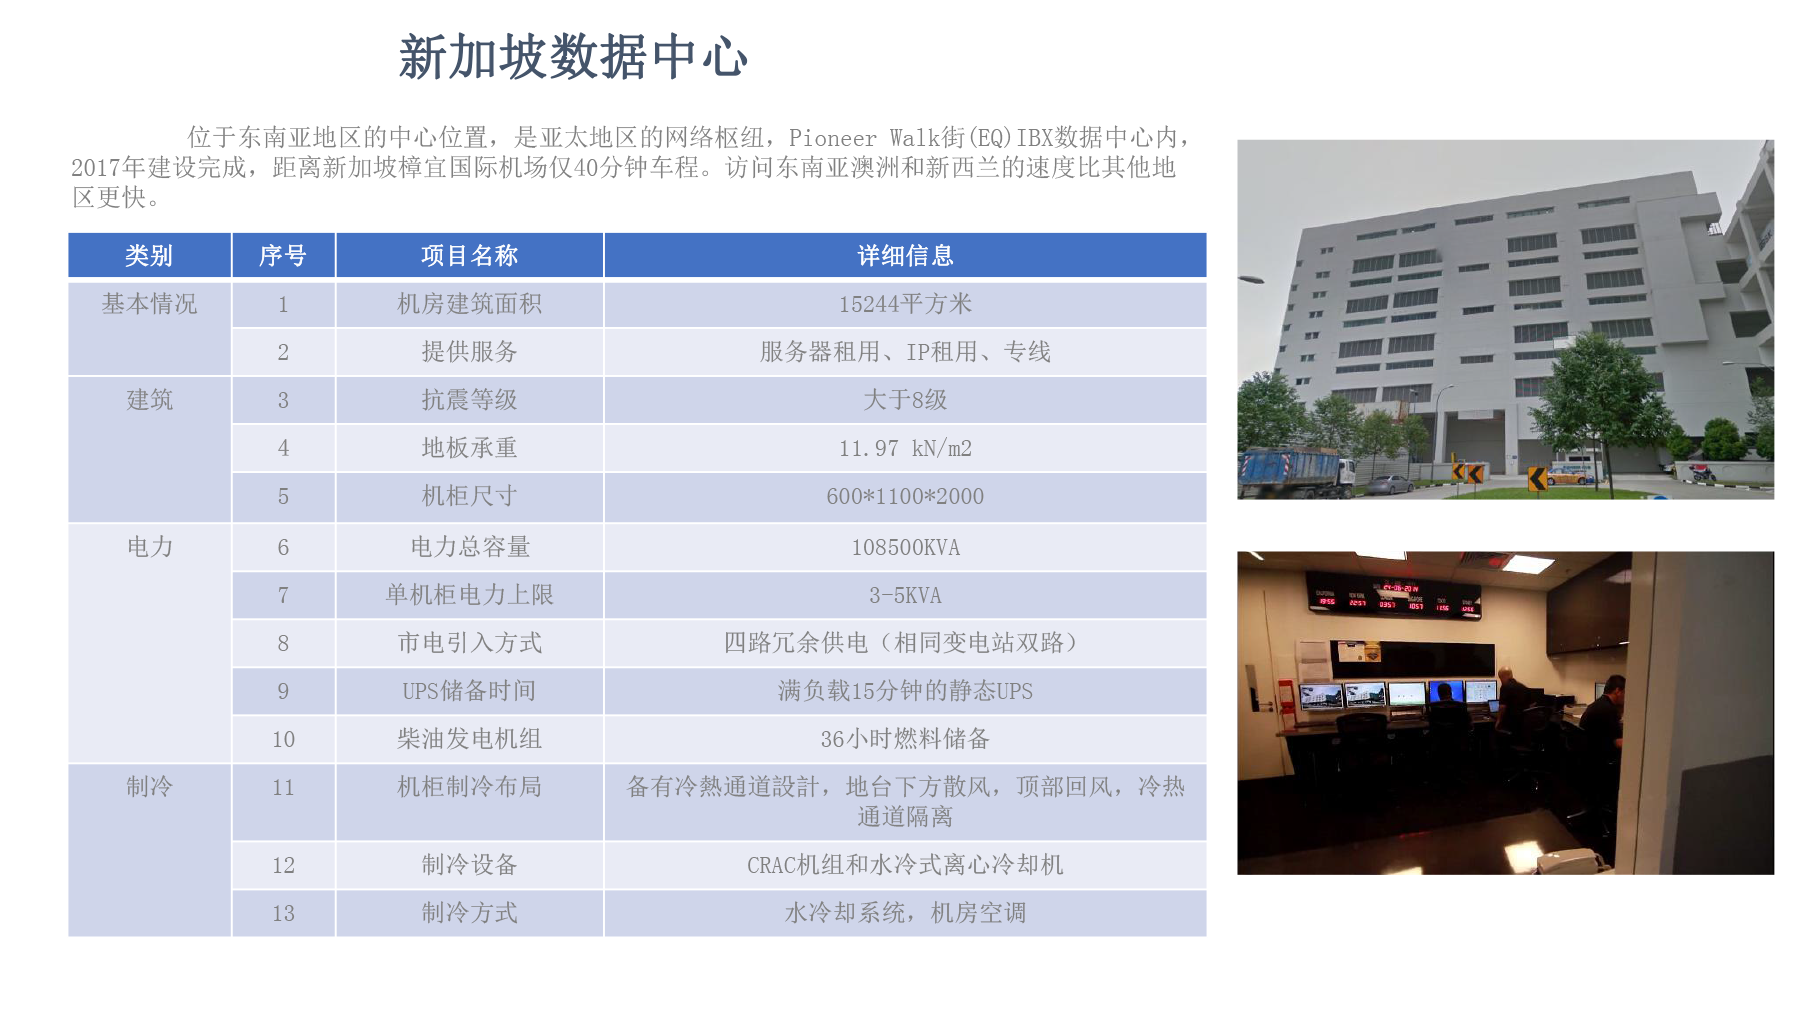 新加坡数据中心
位于东南亚地区的中心位置，是亚太地区的网络枢纽，Pioneer Walk街(EQ)IBX数据中心内，
2017年建设完成，距离新加坡樟宜国际机场仅40分钟车程。访问东南亚澳洲和新西兰的速度比其他地
区更快。
类别 序号 项目名称 详细信息
基本情况 1 机房建筑面积 15244平方米
2 提供服务 服务器租用、IP租用、专线
建筑 3 抗震等级 大于8级
4 地板承重 11.97 kN/m2
5 机柜尺寸 600*1100*2000
电力 6 电力总容量 108500KVA
7 单机柜电力上限 3-5KVA
8 市电引入方式 四路冗余供电（相同变电站双路）
9 UPS储备时间 满负载15分钟的静态UPS
10 柴油发电机组 36小时燃料储备
制冷 11 机柜制冷布局 备有冷熱通道設計，地台下方散风，顶部回风，冷热
通道隔离
12 制冷设备 CRAC机组和水冷式离心冷却机
13 制冷方式 水冷却系统，机房空调
24-06-2014
19:55 22:57 03:57 10:57 11:56